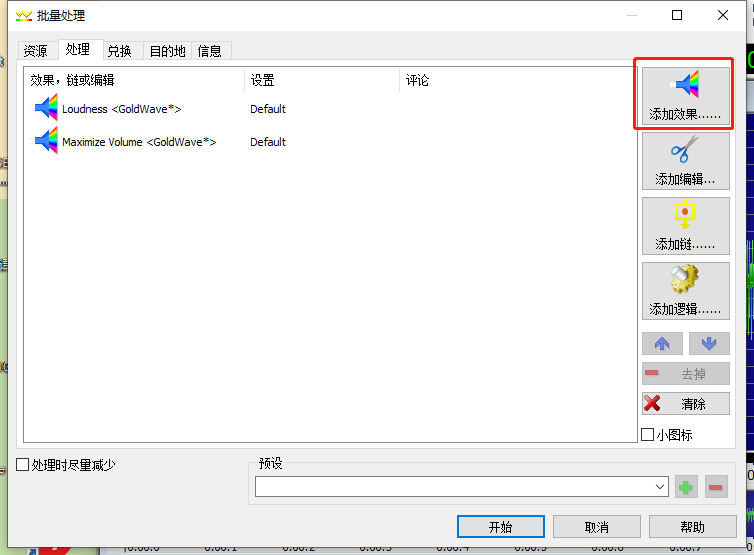 批量处理
资源 处理 兑换 目的地 信息
效果，链或编辑 设置 评论
Loudness <GoldWave*> Default
Maximize Volume <GoldWave*> Default
添加效果......
添加编辑...
添加链......
添加逻辑......
去掉
清除
小图标
处理时尽量减少
预设
开始 取消 帮助